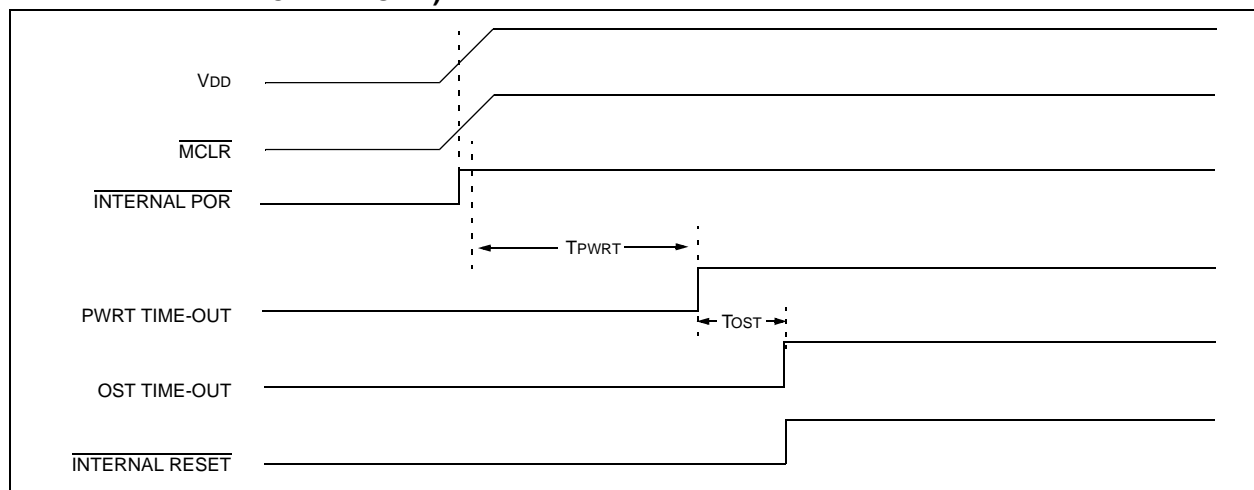 VDD
MCLR
INTERNAL POR
TPWRT
PWRT TIME-OUT
TOST
OST TIME-OUT
INTERNAL RESET